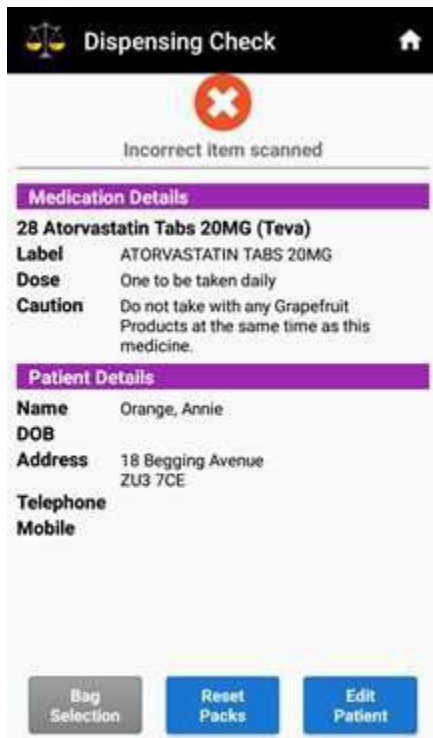 Dispensing Check
Incorrect item scanned
Medication Details
28 Atorvastatin Tabs 20MG (Teva)
Label ATORVASTATIN TABS 20MG
Dose One to be taken daily
Caution Do not take with any Grapefruit
Products at the same time as this
medicine.
Patient Details
Name Orange, Annie
DOB
Address 18 Begging Avenue
ZU3 7CE
Telephone
Mobile
Bag
Selection
Reset
Packs
Edit
Patient